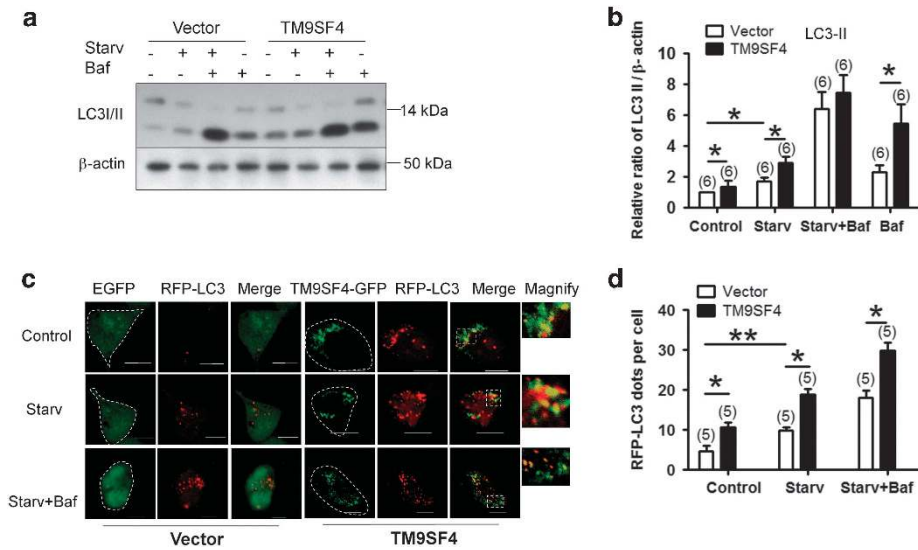 a
Vector TM9SF4
Starv - + + - - + + -
Baf - - + + - - + +
LC3I/II
14 kDa
β-actin
50 kDa
b
Vector
TM9SF4
LC3-II
Relative ratio of LC3 II / β- actin
10
8
6
4
2
0
(6) (6) (6) (6) (6) (6) (6) (6)
* * * *
Control Starv Starv+Baf Baf
c
EGFP RFP-LC3 Merge TM9SF4-GFP RFP-LC3 Merge Magnify
Control
Starv
Starv+Baf
Vector TM9SF4
d
Vector
TM9SF4
RFP-LC3 dots per cell
40
30
20
10
0
(5) (5) (5) (5) (5) (5)
* ** * *
Control Starv Starv+Baf